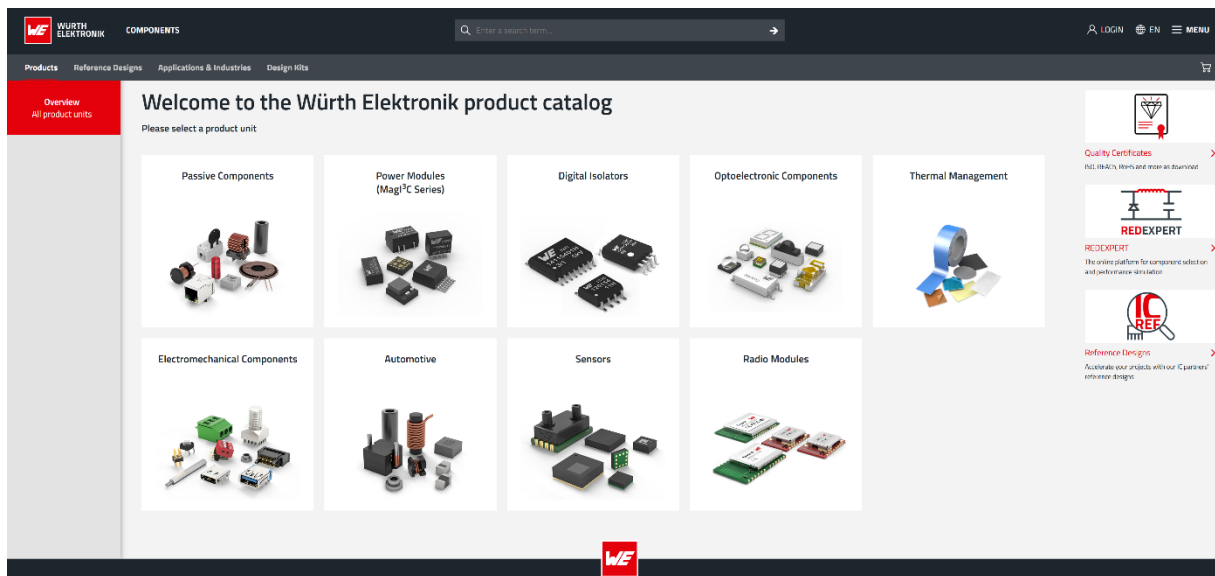 WE WÜRTH ELEKTRONIK COMPONENTS Enter a search term... LOGIN EN MENU
Products Reference Designs Applications & Industries Design Kits
Overview
All product units
Welcome to the Würth Elektronik product catalog
Please select a product unit
Passive Components
Power Modules
(MagI³C Series)
Digital Isolators
Optoelectronic Components
Thermal Management
Electromechanical Components
Automotive
Sensors
Radio Modules
Quality Certificates
ISO, REACh, RoHS and more as download
REDEXPERT
REDEXPERT
The online platform for component selection
and performance simulation
IC
REF
Reference Designs
Accelerate your projects with our IC partners'
reference designs
WE